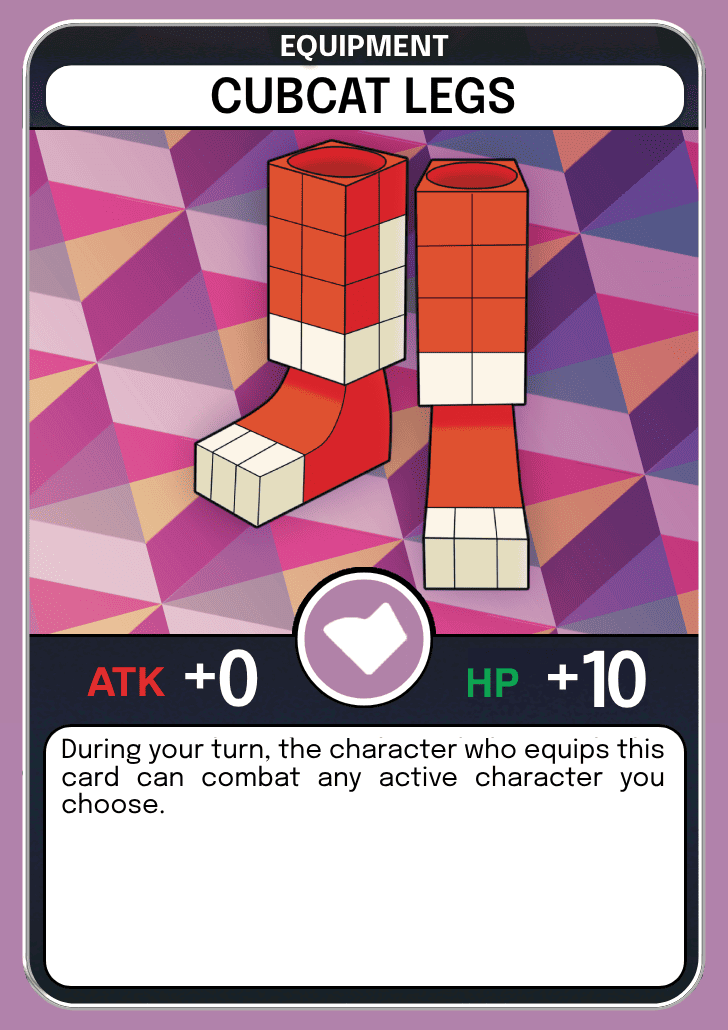 EQUIPMENT
CUBCAT LEGS
ATK +0 HP +10
During your turn, the character who equips this
card can combat any active character you
choose.